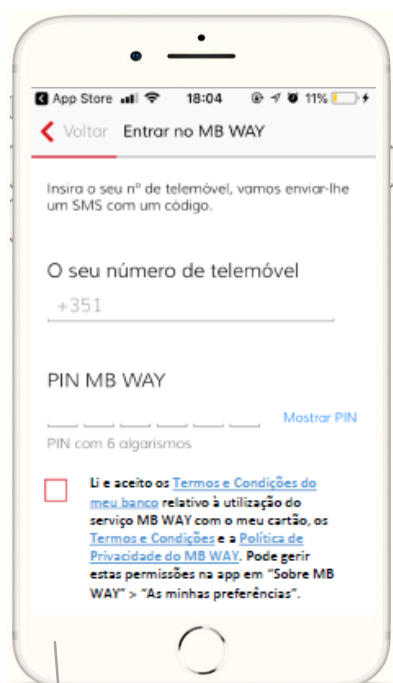 App Store 18:04 11%
Voltar Entrar no MB WAY
Insira o seu nº de telemóvel, vamos enviar-lhe
um SMS com um código.
O seu número de telemóvel
+351
PIN MB WAY
Mostrar PIN
PIN com 6 algarismos
Li e aceito os Termos e Condições do
meu banco relativo à utilização do
serviço MB WAY com o meu cartão, os
Termos e Condições e a Política de
Privacidade do MB WAY. Pode gerir
estas permissões na app em “Sobre MB
WAY” > “As minhas preferências”.